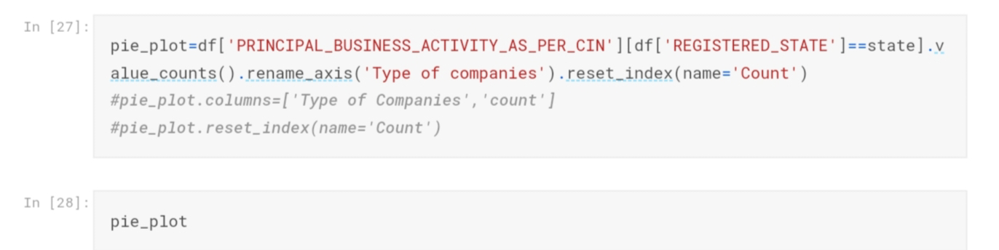 In [27]:
pie_plot=df['PRINCIPAL_BUSINESS_ACTIVITY_AS_PER_CIN'][df['REGISTERED_STATE']==state].v
alue_counts().rename_axis('Type of companies').reset_index(name='Count')
#pie_plot.columns=['Type of Companies','count']
#pie_plot.reset_index(name='Count')
In [28]:
pie_plot